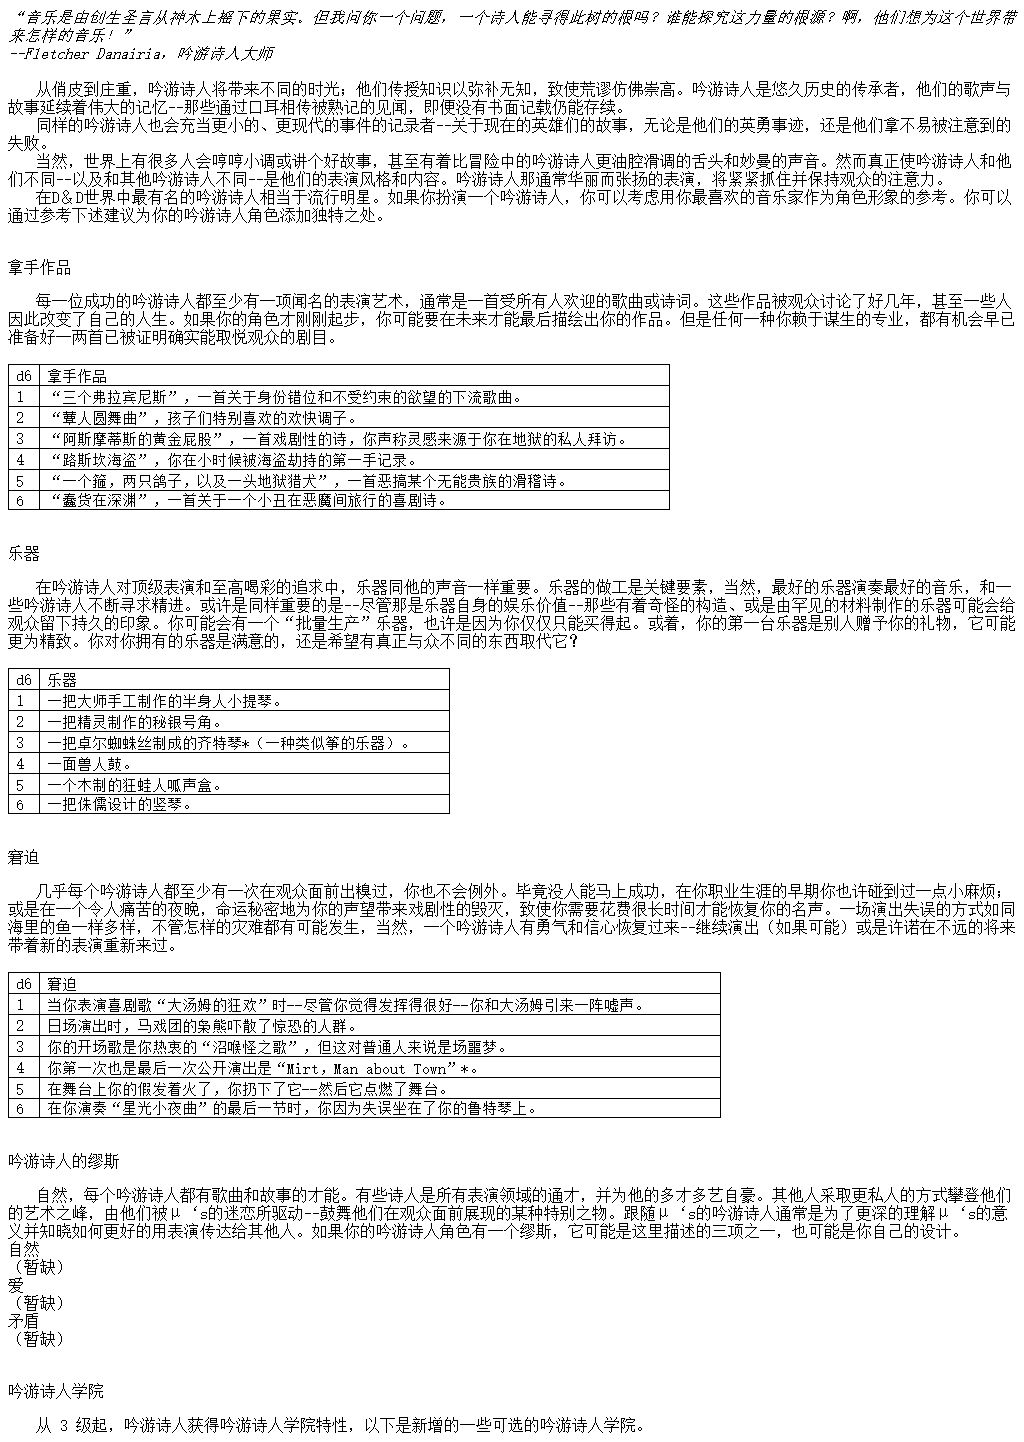 “音乐是由创生圣言从神木上摇下的果实. 但我问你一个问题，一个诗人能寻得此树的根吗？谁能探究这力量的根源？啊，他们想为这个世界带
来怎样的音乐！”
--Fletcher Danairia，吟游诗人大师
从俏皮到庄重，吟游诗人将带来不同的时光；他们传授知识以弥补无知，致使荒谬仿佛崇高。吟游诗人是悠久历史的传承者，他们的歌声与
故事延续着伟大的记忆--那些通过口耳相传被熟记的见闻，即便没有书面记载仍能存续。
同样的吟游诗人也会充当更小的、更现代的事件的记录者--关于现在的英雄们的故事，无论是他们的英勇事迹，还是他们拿不易被注意到的
失败。
当然，世界上有很多人会哼哼小调或讲个好故事，甚至有着比冒险中的吟游诗人更油腔滑调的舌头和妙曼的声音。然而真正使吟游诗人和他
们不同--以及和其他吟游诗人不同--是他们的表演风格和内容。吟游诗人那通常华丽而张扬的表演，将紧紧抓住并保持观众的注意力。
在D＆D世界中最有名的吟游诗人相当于流行明星。如果你扮演一个吟游诗人，你可以考虑用你最喜欢的音乐家作为角色形象的参考。你可以
通过参考下述建议为你的吟游诗人角色添加独特之处。
拿手作品
每一位成功的吟游诗人都至少有一项闻名的表演艺术，通常是一首受所有人欢迎的歌曲或诗词。这些作品被观众讨论了好几年，甚至一些人
因此改变了自己的人生。如果你的角色才刚刚起步，你可能要在未来才能最后描绘出你的作品。但是任何一种你赖于谋生的专业，都有机会早已
准备好一两首已被证明确实能取悦观众的剧目。
d6 拿手作品
1 “三个弗拉宾尼斯”，一首关于身份错位和不受约束的欲望的下流歌曲。
2 “蕈人圆舞曲”，孩子们特别喜欢的欢快调子。
3 “阿斯摩蒂斯的黄金屁股”，一首戏剧性的诗，你声称灵感来源于你在地狱的私人拜访。
4 “路斯坎海盗”，你在小时候被海盗劫持的第一手记录。
5 “一个箍，两只鸽子，以及一头地狱猎犬”，一首恶搞某个无能贵族的滑稽诗。
6 “蠢货在深渊”，一首关于一个小丑在恶魔间旅行的喜剧诗。
乐器
在吟游诗人对顶级表演和至高喝彩的追求中，乐器同他的声音一样重要。乐器的做工是关键要素，当然，最好的乐器演奏最好的音乐，和一
些吟游诗人不断寻求精进。或许是同样重要的是--尽管那是乐器自身的娱乐价值--那些有着奇怪的构造、或是由罕见的材料制作的乐器可能会给
观众留下持久的印象。你可能会有一个“批量生产”乐器，也许是因为你仅仅只能买得起。或着，你的第一台乐器是别人赠予你的礼物，它可能
更为精致。你对你拥有的乐器是满意的，还是希望有真正与众不同的东西取代它？
d6 乐器
1 一把大师手工制作的半身人小提琴。
2 一把精灵制作的秘银号角。
3 一把卓尔蜘蛛丝制成的齐特琴*（一种类似筝的乐器）。
4 一面兽人鼓。
5 一个木制的狂蛙人呱声盒。
6 一把侏儒设计的竖琴。
窘迫
几乎每个吟游诗人都至少有一次在观众面前出糗过，你也不会例外。毕竟没人能马上成功，在你职业生涯的早期你也许碰到过一点小麻烦；
或是在一个令人痛苦的夜晚，命运秘密地为你的声望带来戏剧性的毁灭，致使你需要花费很长时间才能恢复你的名声。一场演出失误的方式如同
海里的鱼一样多样，不管怎样的灾难都有可能发生，当然，一个吟游诗人有勇气和信心恢复过来--继续演出（如果可能）或是许诺在不远的将来
带着新的表演重新来过。
d6 窘迫
1 当你表演喜剧歌“大汤姆的狂欢”时--尽管你觉得发挥得很好--你和大汤姆引来一阵嘘声。
2 日场演出时，马戏团的枭熊吓散了惊恐的人群。
3 你的开场歌是你热衷的“沼喉怪之歌”，但这对普通人来说是场噩梦。
4 你第一次也是最后一次公开演出是“Mirt，Man about Town”*。
5 在舞台上你的假发着火了，你扔下了它--然后它点燃了舞台。
6 在你演奏“星光小夜曲”的最后一节时，你因为失误坐在了你的鲁特琴上。
吟游诗人的缪斯
自然，每个吟游诗人都有歌曲和故事的才能。有些诗人是所有表演领域的通才，并为他的多才多艺自豪。其他人采取更私人的方式攀登他们
的艺术之峰，由他们被μ‘s的迷恋所驱动--鼓舞他们在观众面前展现的某种特别之物。跟随μ‘s的吟游诗人通常是为了更深的理解μ‘s的意
义并知晓如何更好的用表演传达给其他人。如果你的吟游诗人角色有一个缪斯，它可能是这里描述的三项之一，也可能是你自己的设计。
自然
（暂缺）
爱
（暂缺）
矛盾
（暂缺）
吟游诗人学院
从 3 级起，吟游诗人获得吟游诗人学院特性，以下是新增的一些可选的吟游诗人学院。